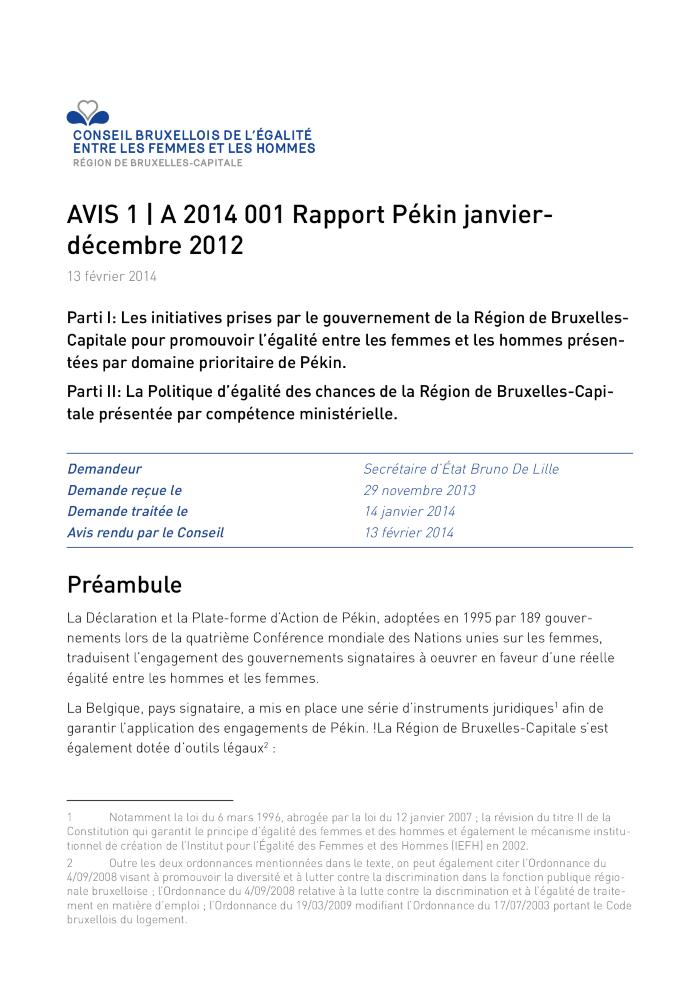 CONSEIL BRUXELLOIS DE L'ÉGALITÉ
ENTRE LES FEMMES ET LES HOMMES
RÉGION DE BRUXELLES-CAPITALE
AVIS 1 | A 2014 001 Rapport Pékin janvier-
décembre 2012
13 février 2014
Parti I: Les initiatives prises par le gouvernement de la Région de Bruxelles-
Capitale pour promouvoir l'égalité entre les femmes et les hommes présen-
tées par domaine prioritaire de Pékin.
Parti II: La Politique d'égalité des chances de la Région de Bruxelles-Capi-
tale présentée par compétence ministérielle.
Demandeur Secrétaire d'État Bruno De Lille
Demande reçue le 29 novembre 2013
Demande traitée le 14 janvier 2014
Avis rendu par le Conseil 13 février 2014
Préambule
La Déclaration et la Plate-forme d'Action de Pékin, adoptées en 1995 par 189 gouver-
nements lors de la quatrième Conférence mondiale des Nations unies sur les femmes,
traduisent l'engagement des gouvernements signataires à oeuvrer en faveur d'une réelle
égalité entre les hommes et les femmes.
La Belgique, pays signataire, a mis en place une série d'instruments juridiques¹ afin de
garantir l'application des engagements de Pékin. !La Région de Bruxelles-Capitale s'est
également dotée d'outils légaux² :
1 Notamment la loi du 6 mars 1996, abrogée par la loi du 12 janvier 2007 ; la révision du titre II de la
Constitution qui garantit le principe d'égalité des femmes et des hommes et également le mécanisme institu-
tionnel de création de l'Institut pour l'Égalité des Femmes et des Hommes (IEFH) en 2002.
2 Outre les deux ordonnances mentionnées dans le texte, on peut également citer l'Ordonnance du
4/09/2008 visant à promouvoir la diversité et à lutter contre la discrimination dans la fonction publique régio-
nale bruxelloise ; l'Ordonnance du 4/09/2008 relative à la lutte contre la discrimination et à l'égalité de traite-
ment en matière d'emploi ; l'Ordonnance du 19/03/2009 modifiant l'Ordonnance du 17/07/2003 portant le Code
bruxellois du logement.